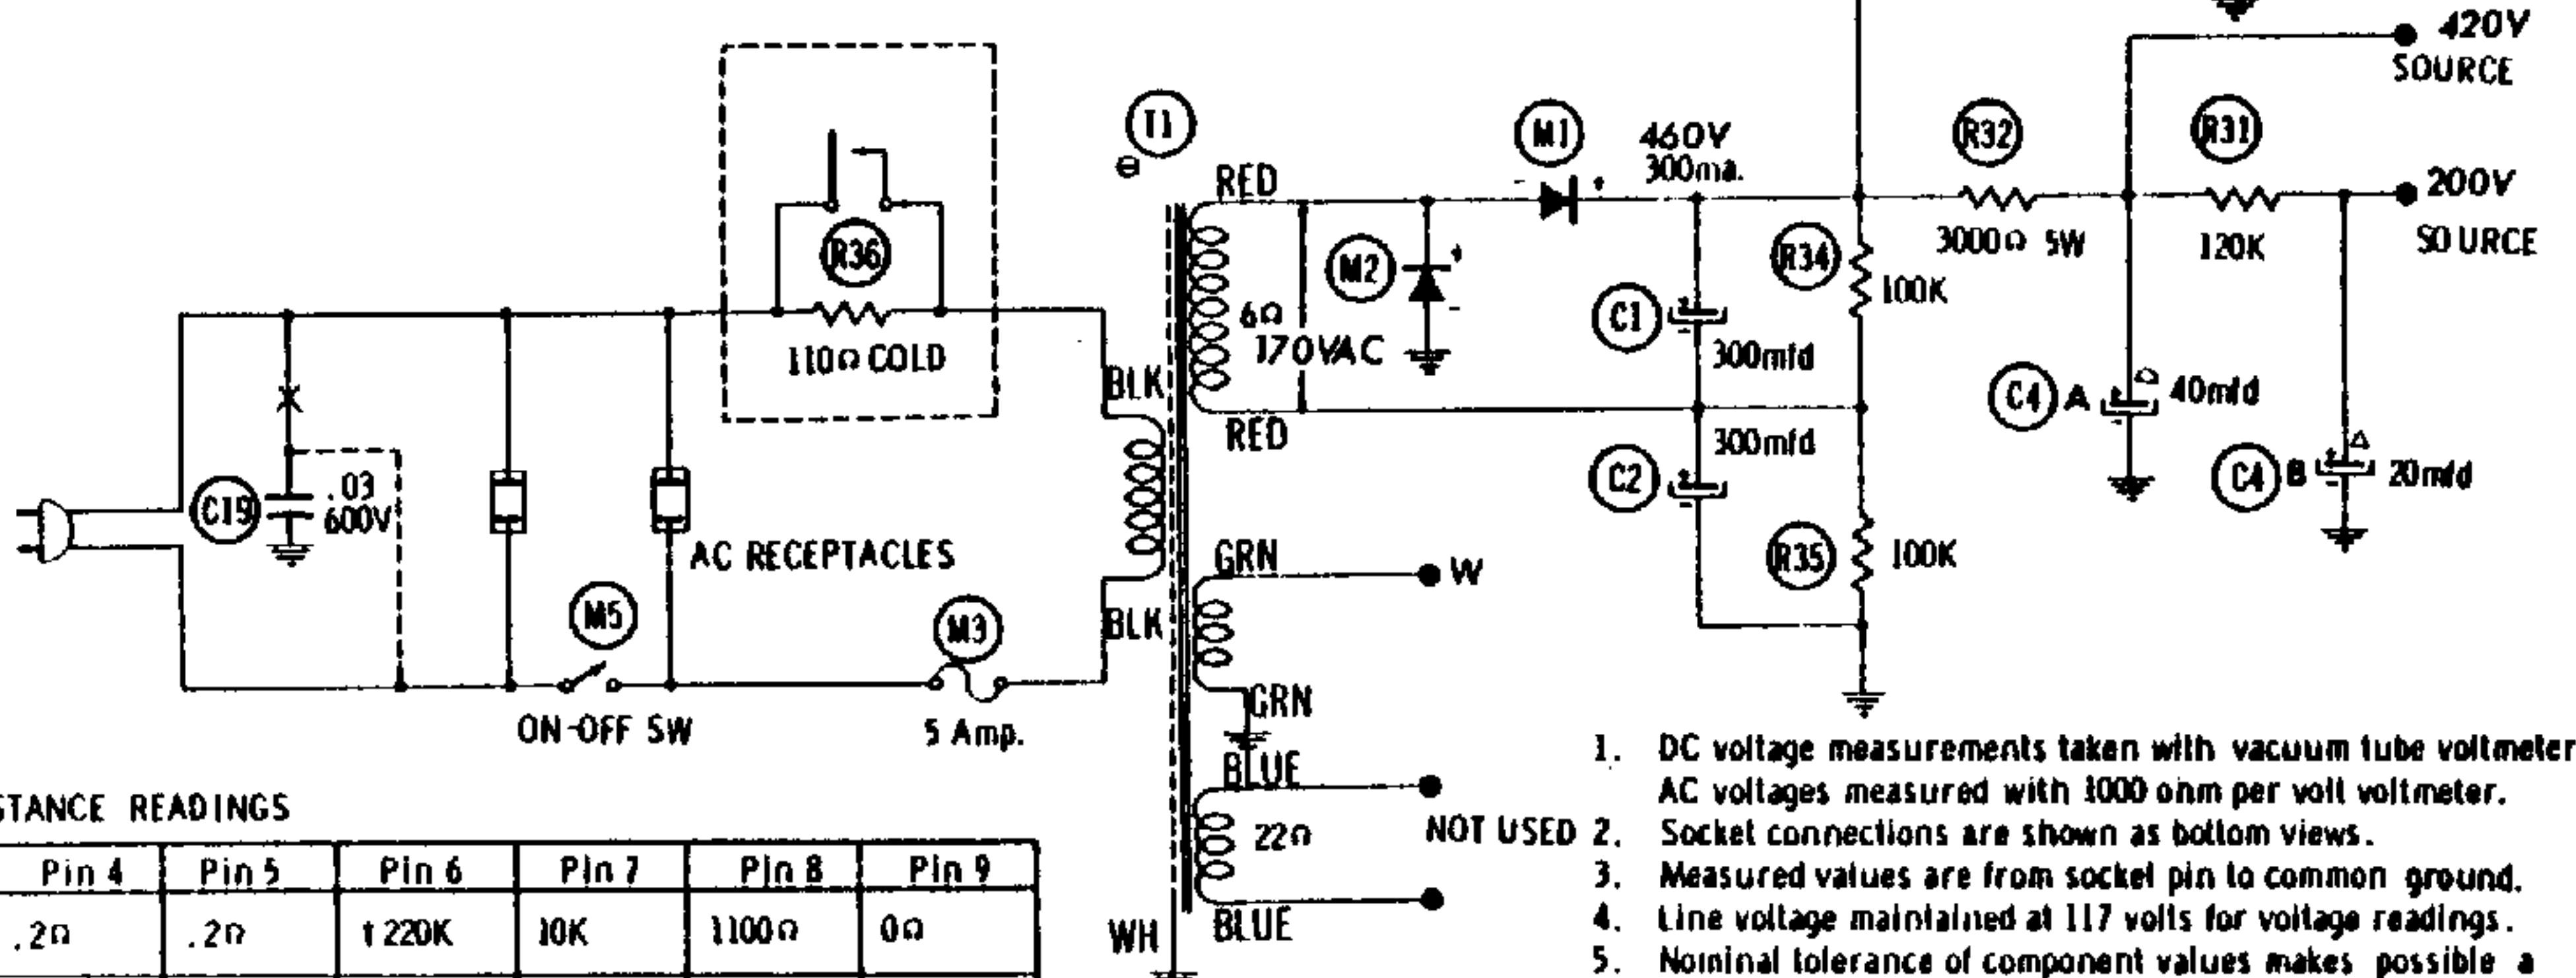 420V
SOURCE
T1
M1
460V
300ma.
R32
R31
RED
200V
SOURCE
R36
M2
R34
3000Ω 5W
120K
100K
6Ω
170VAC
C1
300mfd
110Ω COLD
BLK
RED
C4 A
40mfd
300mfd
C2
C4 B
20mfd
C19
.03
600V
AC RECEPTACLES
GRN
W
R35
100K
M5
M3
BLK
GRN
ON-OFF SW
5 Amp.
BLUE
22Ω
NOT USED
BLUE
WH
1. DC voltage measurements taken with vacuum tube voltmeter
AC voltages measured with 1000 ohm per volt voltmeter.
2. Socket connections are shown as bottom views.
3. Measured values are from socket pin to common ground.
4. Line voltage maintained at 117 volts for voltage readings.
5. Nominal tolerance of component values makes possible a
STANCE READINGS
Pin 4 Pin 5 Pin 6 Pin 7 Pin 8 Pin 9
.2Ω .2Ω † 220K 10K 1100Ω 0Ω